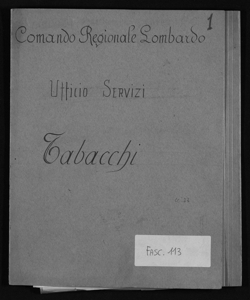 1
Comando Regionale Lombardo
Ufficio Servizi
Tabacchi
Fasc. 113